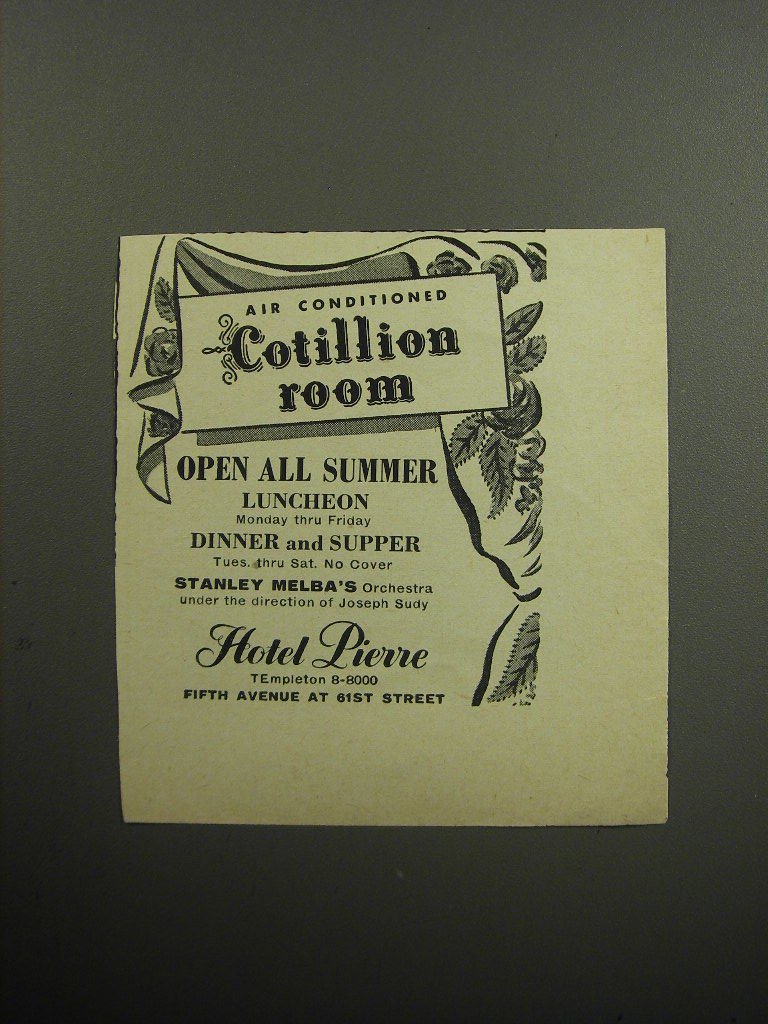 AIR CONDITIONED
Cotillion
room
OPEN ALL SUMMER
LUNCHEON
Monday thru Friday
DINNER and SUPPER
Tues. thru Sat. No Cover
STANLEY MELBA'S Orchestra
under the direction of Joseph Sudy
Hotel Pierre
TEmpleton 8-8000
FIFTH AVENUE AT 61ST STREET